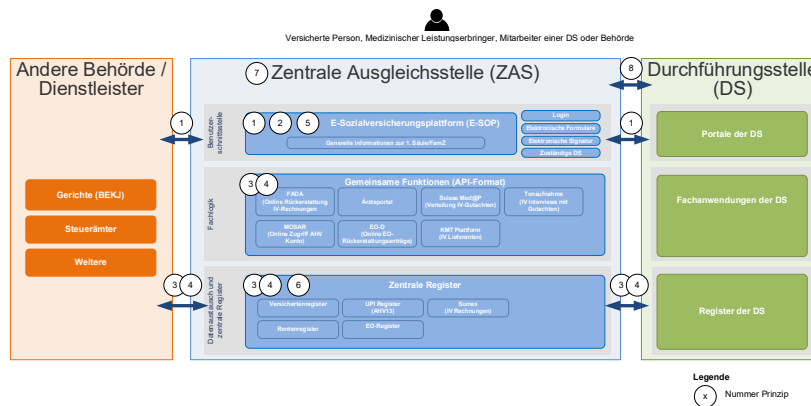 Versicherte Person, Medizinischer Leistungserbringer, Mitarbeiter einer DS oder Behörde
Andere Behörde /
Dienstleister
7 Zentrale Ausgleichsstelle (ZAS)
8
Durchführungsstelle
(DS)
1
1
Benutzer-
schnittstelle
1 2 5
E-Sozialversicherungsplattform (E-SOP)
Generelle Informationen zur 1. Säule/FamZ
Login
Elektronische Formulare
Elektronische Signatur
Zuständige DS
Portale der DS
Gerichte (BEKJ)
Steuerämter
Weitere
Fachlogik
3 4
Gemeinsame Funktionen (API-Format)
FADA
(Online Rückerstattung
IV-Rechnungen
Ärzteportal
Suisse Med@P
(Verteilung IV-Gutachten)
Tonaufnahme
(IV Interviews mit
Gutachten)
MOSAR
(Online Zugriff AHV
Konto)
EO-D
(Online EO-
Rückerstattungsanträge)
KMT Plattform
(IV Lieferanten)
Fachanwendungen der DS
3 4
3 4
Datenaustausch und
zentrale Register
3 4 6
Zentrale Register
Versichertenregister
UPI Register
(AHV13)
Sumex
(IV Rechnungen)
Rentenregister
EO-Register
Register der DS
Legende
x Nummer Prinzip